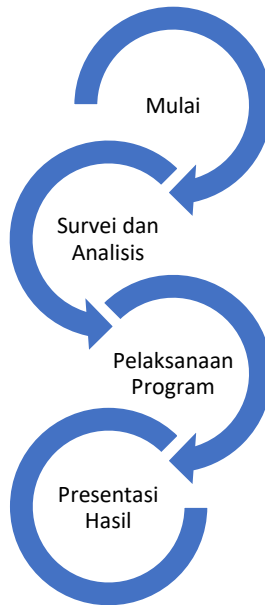 Mulai
Survei dan
Analisis
Pelaksanaan
Program
Presentasi
Hasil